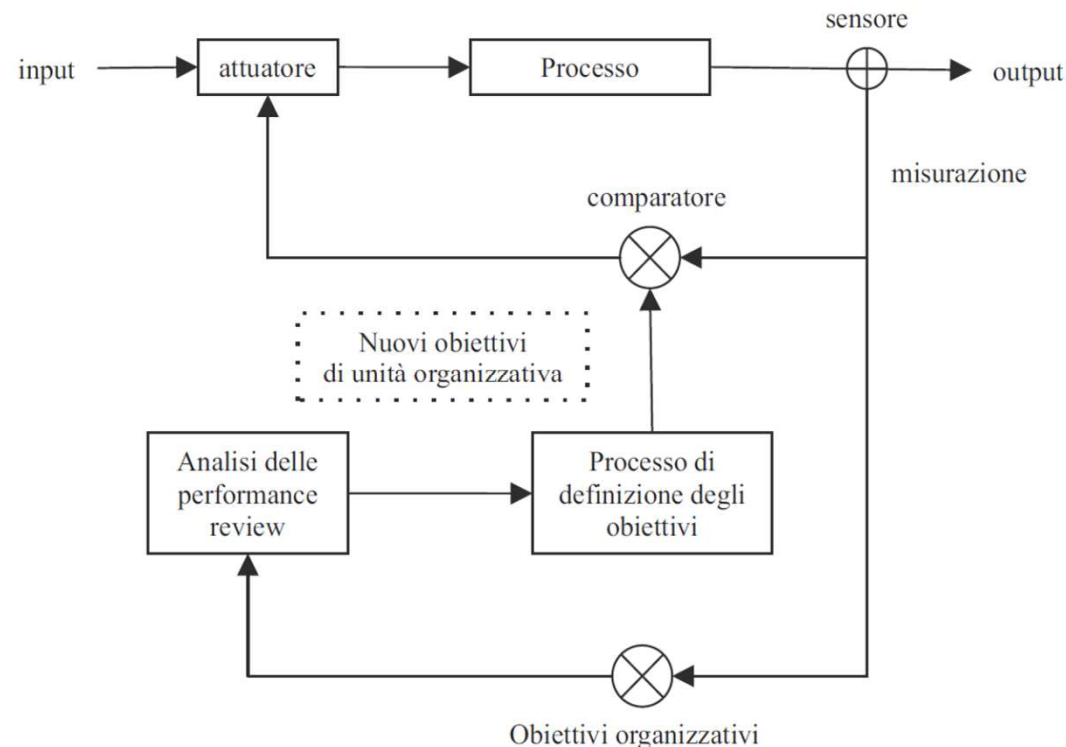 sensore
input
attuatore
Processo
output
misurazione
comparatore
Nuovi obiettivi
di unità organizzativa
Analisi delle
performance
review
Processo di
definizione degli
obiettivi
Obiettivi organizzativi